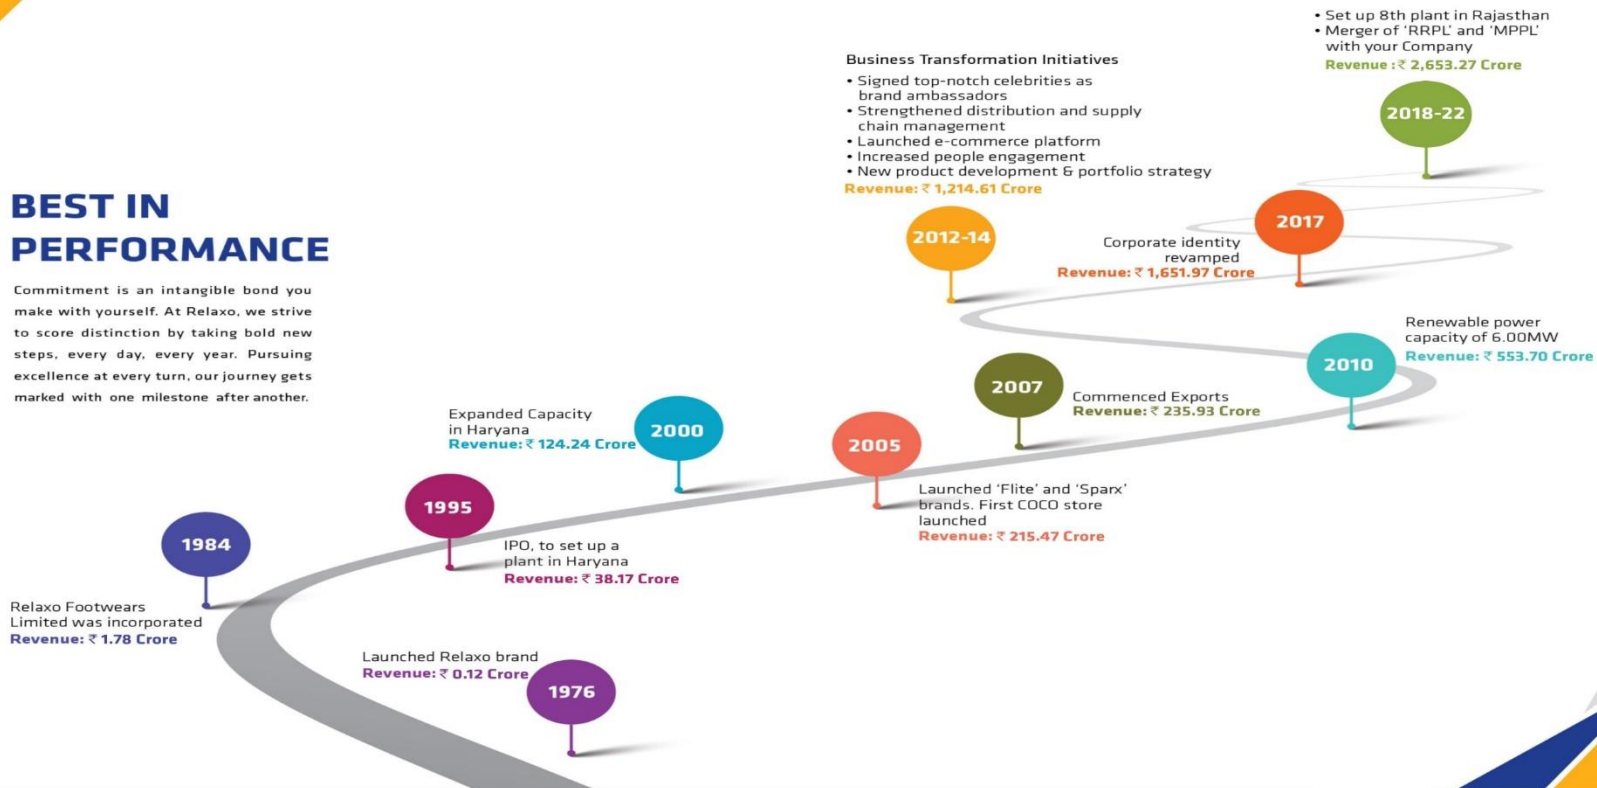 BEST IN
PERFORMANCE
Commitment is an intangible bond you
make with yourself. At Relaxo, we strive
to score distinction by taking bold new
steps, every day, every year. Pursuing
excellence at every turn, our journey gets
marked with one milestone after another.
1976
Launched Relaxo brand
Revenue: ₹ 0.12 Crore
1984
Relaxo Footwears
Limited was incorporated
Revenue: ₹ 1.78 Crore
1995
IPO, to set up a
plant in Haryana
Revenue: ₹ 38.17 Crore
2000
Expanded Capacity
in Haryana
Revenue: ₹ 124.24 Crore
2005
Launched ‘Flite’ and ‘Sparx’
brands. First COCO store
launched
Revenue: ₹ 215.47 Crore
2007
Commenced Exports
Revenue: ₹ 235.93 Crore
2010
Renewable power
capacity of 6.00MW
Revenue: ₹ 553.70 Crore
2012-14
Business Transformation Initiatives
• Signed top-notch celebrities as
brand ambassadors
• Strengthened distribution and supply
chain management
• Launched e-commerce platform
• Increased people engagement
• New product development & portfolio strategy
Revenue: ₹ 1,214.61 Crore
2017
Corporate identity
revamped
Revenue: ₹ 1,651.97 Crore
2018-22
• Set up 8th plant in Rajasthan
• Merger of ‘RRPL’ and ‘MPPL’
with your Company
Revenue : ₹ 2,653.27 Crore